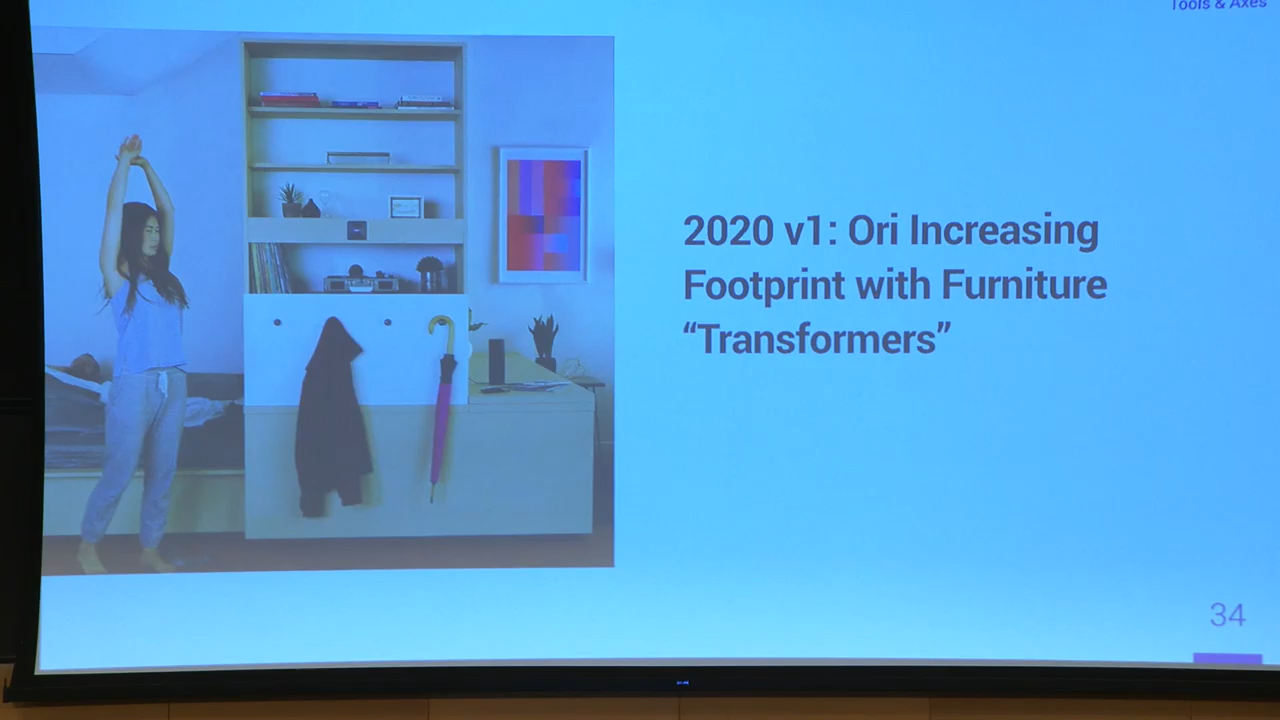 Tools & Axes
2020 v1: Ori Increasing
Footprint with Furniture
“Transformers”
34